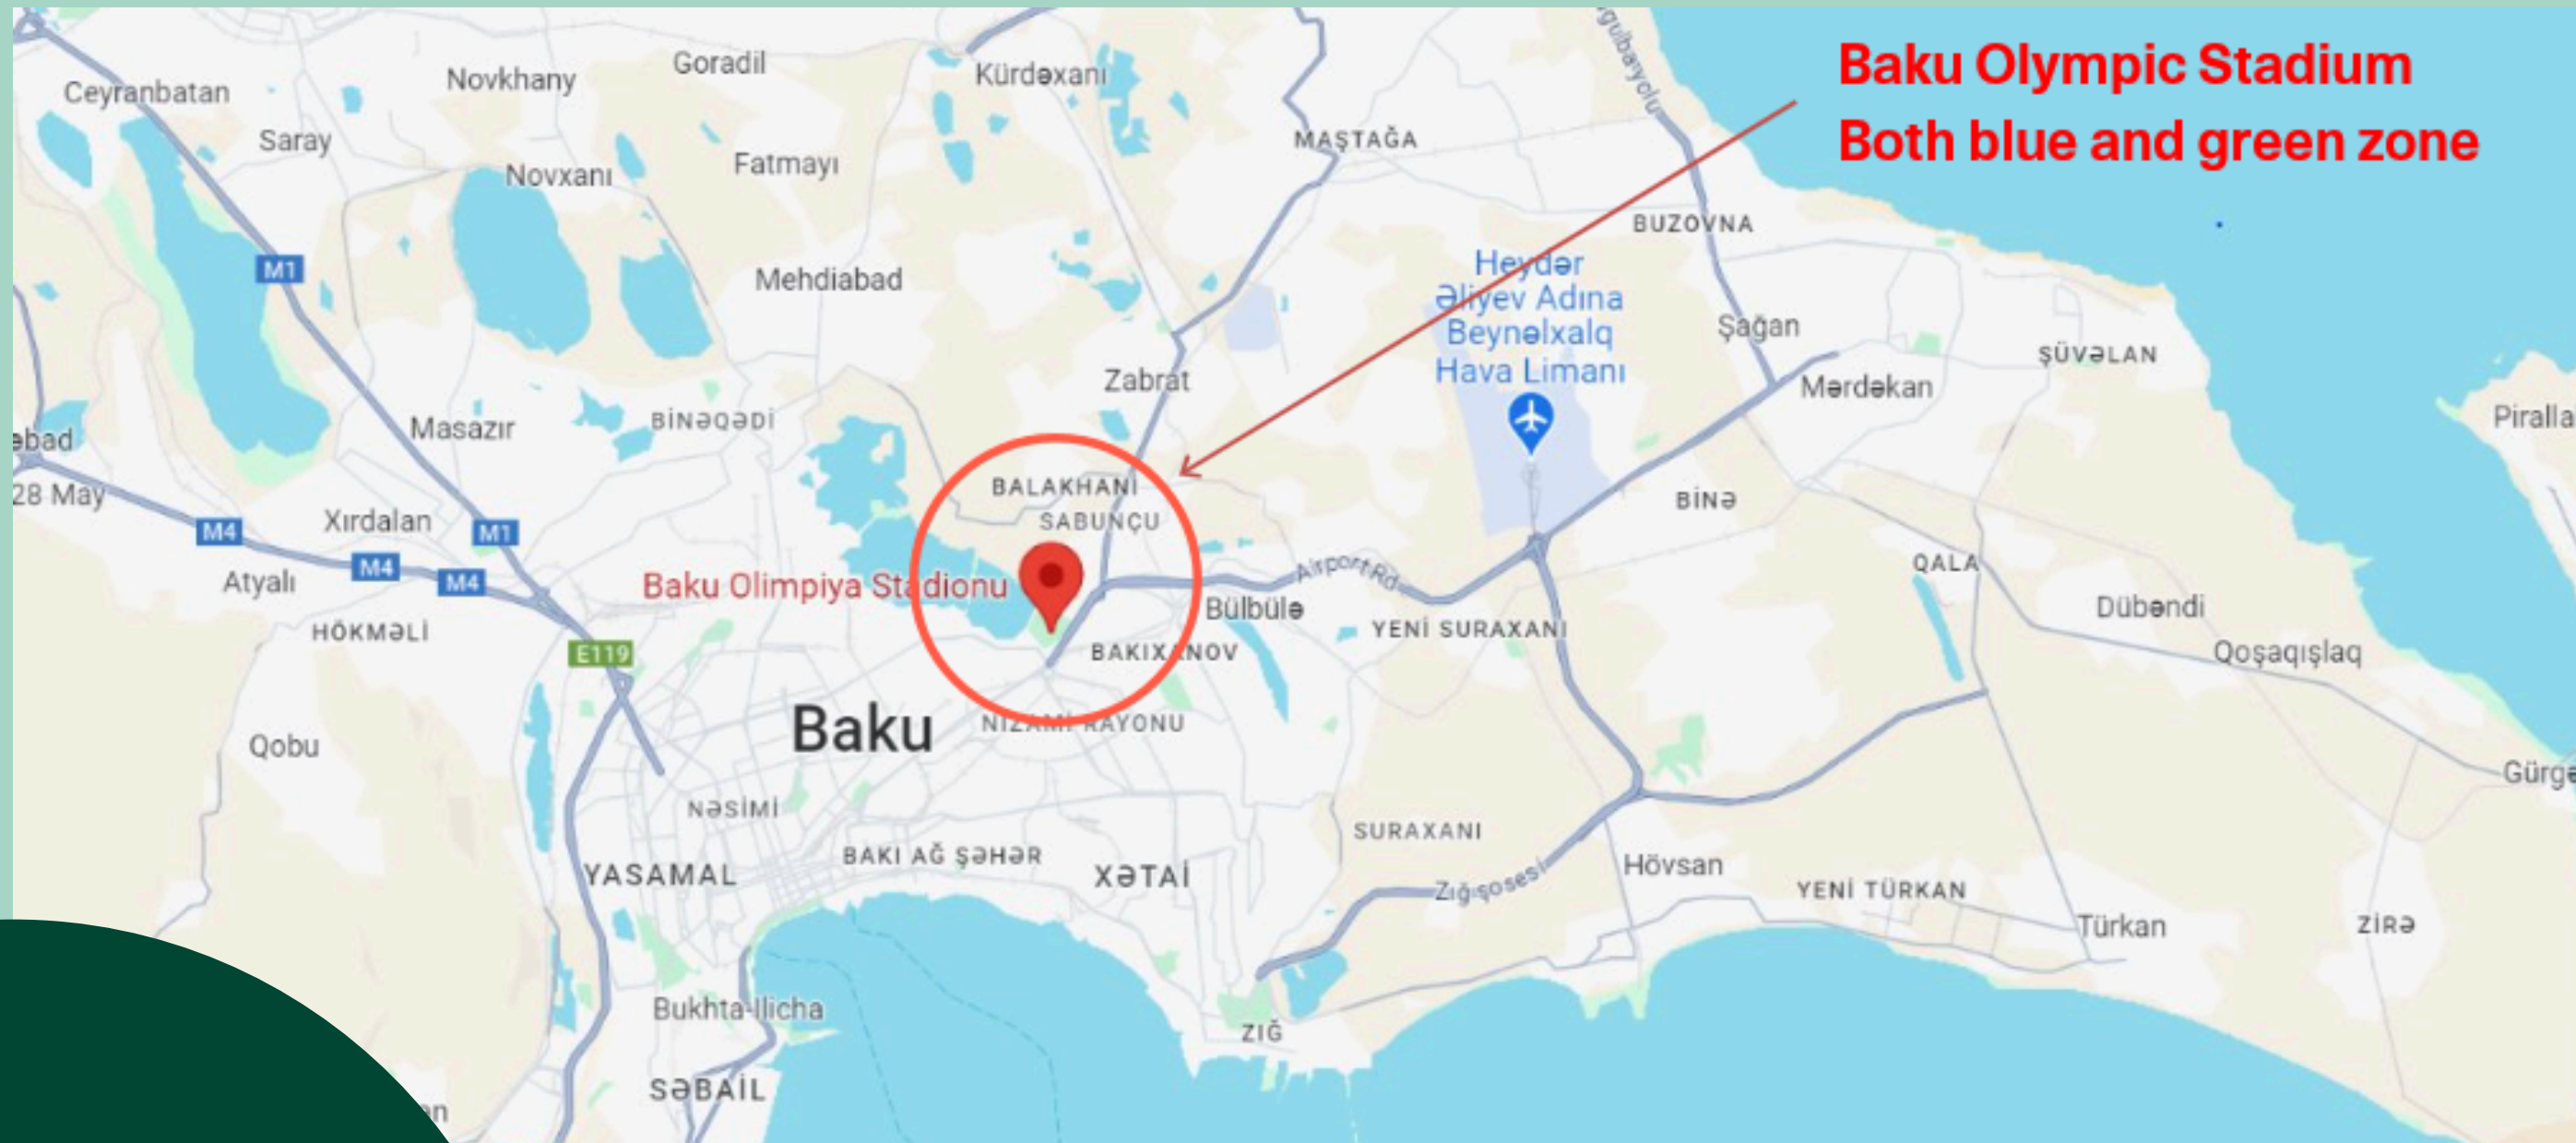 Baku Olympic Stadium
Both blue and green zone
Goradil
Kürdəxanı
Novkhany
Ceyranbatan
Saray
MAŞTAĞA
Fatmayı
Novxanı
BUZOVNA
M1
Mehdiabad
Heydər
Əliyev Adına
Beynəlxalq
Hava Limanı
Şağan
ŞÜVƏLAN
Zabrat
Mərdəkan
Masazır
BİNƏQƏDİ
28 May
BALAKHANI
BİNƏ
Xırdalan
SABUNÇU
M4
M1
M4
M4
Atyalı
Baku Olimpiya Stadionu
Airport Rd
QALA
Bülbülə
Dübəndi
HÖKMƏLİ
YENİ SURAXANI
E119
BAKIXANOV
Qoşaqışlaq
Baku
NIZAMI RAYONU
Qobu
NƏSİMİ
SURAXANI
BAKI AĞ ŞƏHƏR
YASAMAL
XƏTAİ
Hövsan
Zığ şosesi
YENİ TÜRKAN
Türkan
ZİRƏ
Bukhta-Ilicha
ZIĞ
SƏBAİL